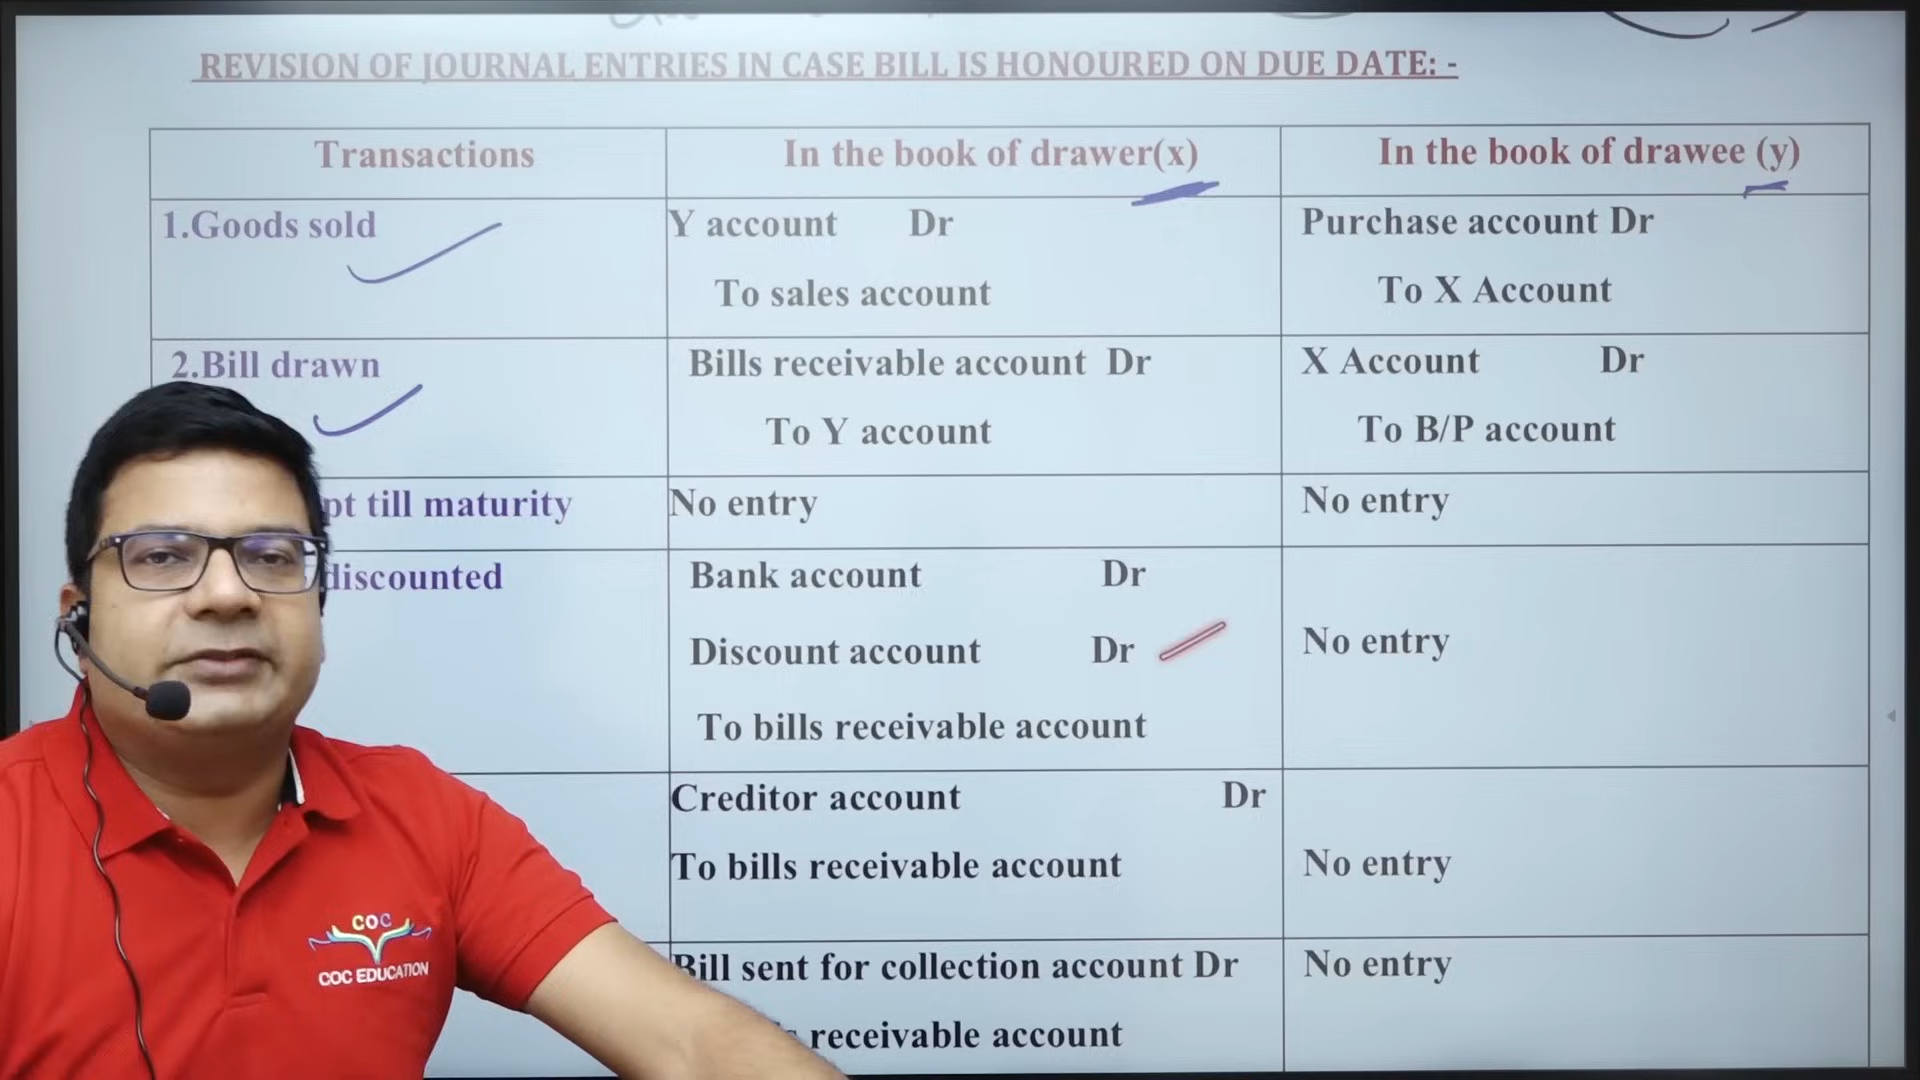 REVISION OF JOURNAL ENTRIES IN CASE BILL IS HONOURED ON DUE DATE: -
Transactions
In the book of drawer(x)
In the book of drawee (y)
1.Goods sold
Y account Dr
To sales account
Purchase account Dr
To X Account
2.Bill drawn
Bills receivable account Dr
To Y account
X Account Dr
To B/P account
till maturity
No entry
No entry
discounted
Bank account Dr
Discount account Dr
To bills receivable account
No entry
Creditor account Dr
To bills receivable account
No entry
Bill sent for collection account Dr
receivable account
No entry
COC
COC EDUCATION